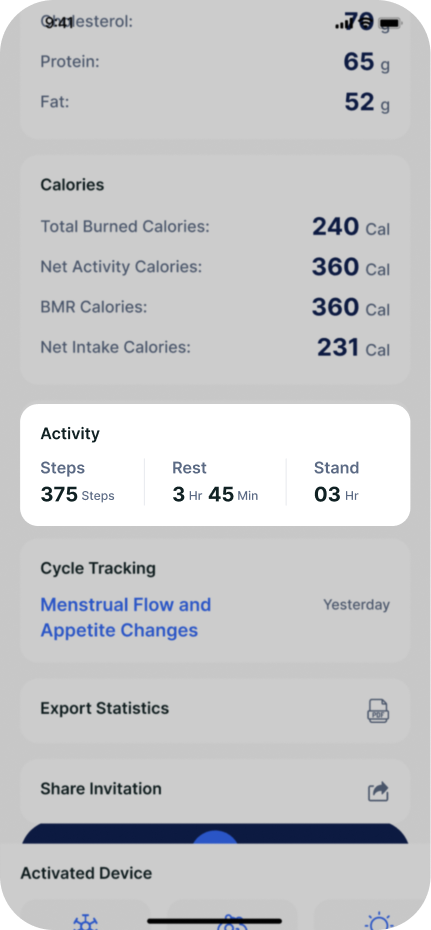 9:41
Cholesterol: 70 g
Protein: 65 g
Fat: 52 g
Calories
Total Burned Calories: 240 Cal
Net Activity Calories: 360 Cal
BMR Calories: 360 Cal
Net Intake Calories: 231 Cal
Activity
Steps Rest Stand
375 Steps 3 Hr 45 Min 03 Hr
Cycle Tracking
Menstrual Flow and Yesterday
Appetite Changes
Export Statistics
PDF
Share Invitation
Activated Device